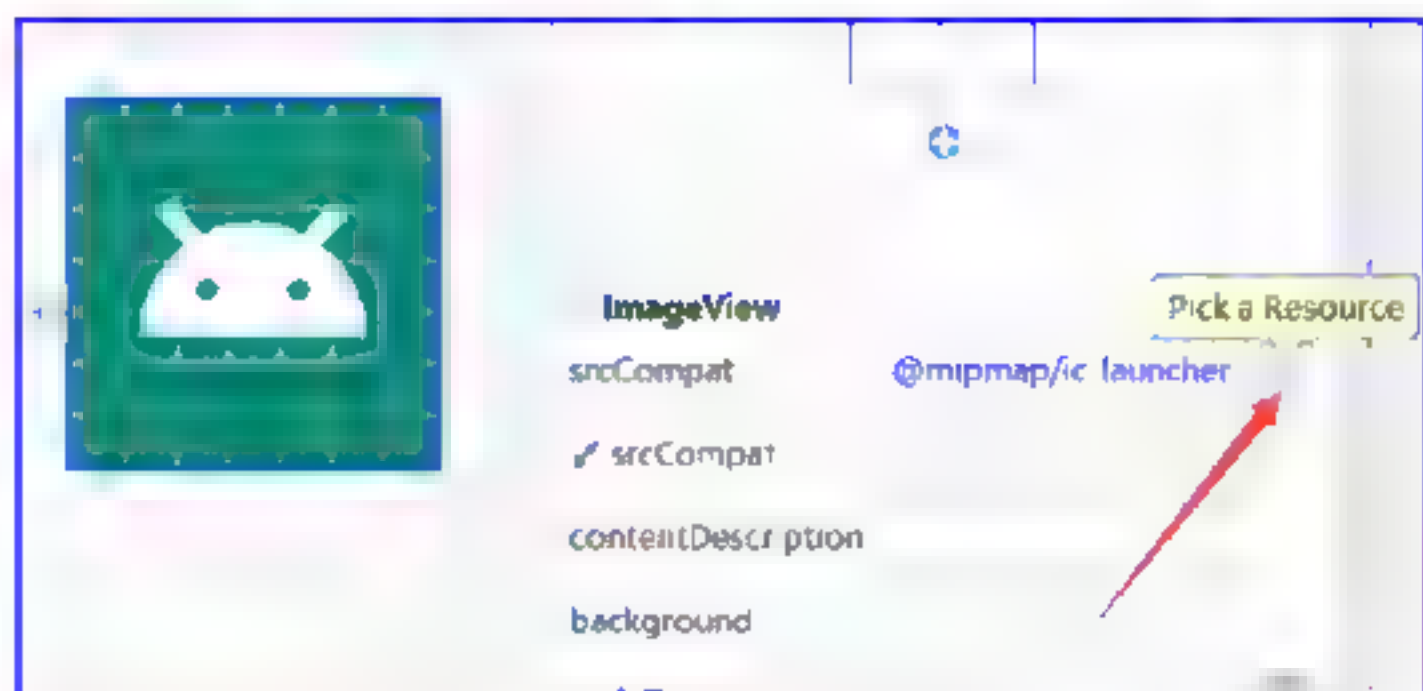 ImageView
Pick a Resource
srcCompat @mipmap/ic_launcher
srcCompat
contentDescription
background